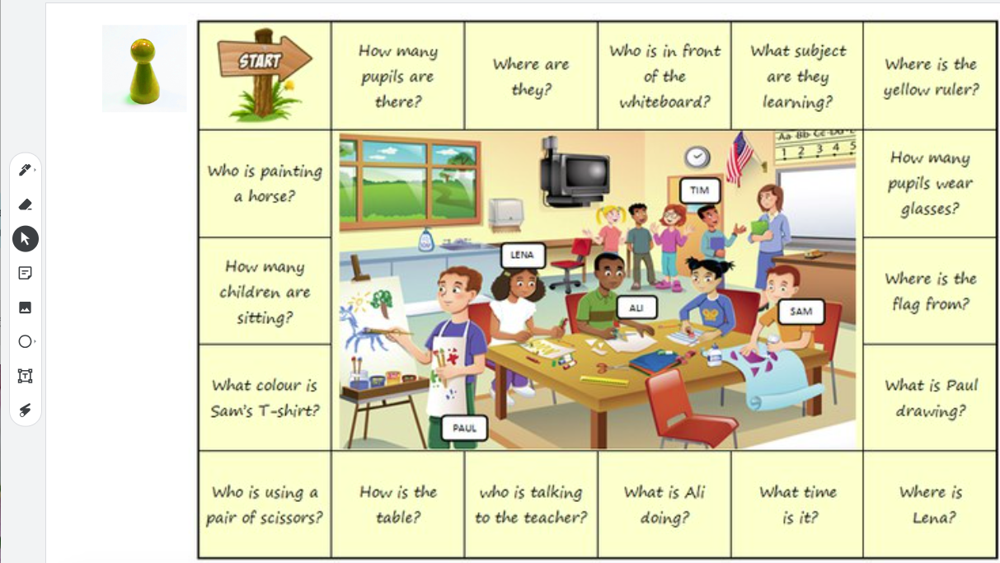 START
How many
pupils are
there?
Where are
they?
Who is in front
of the
whiteboard?
What subject
are they
learning?
Where is the
yellow ruler?
Who is painting
a horse?
Aa Bb Cc Dd
1 2 3 4 5
TIM
LENA
ALI
SAM
PAUL
How many
pupils wear
glasses?
How many
children are
sitting?
Where is the
flag from?
What colour is
Sam's T-shirt?
What is Paul
drawing?
Who is using a
pair of scissors?
How is the
table?
who is talking
to the teacher?
What is Ali
doing?
What time
is it?
Where is
Lena?